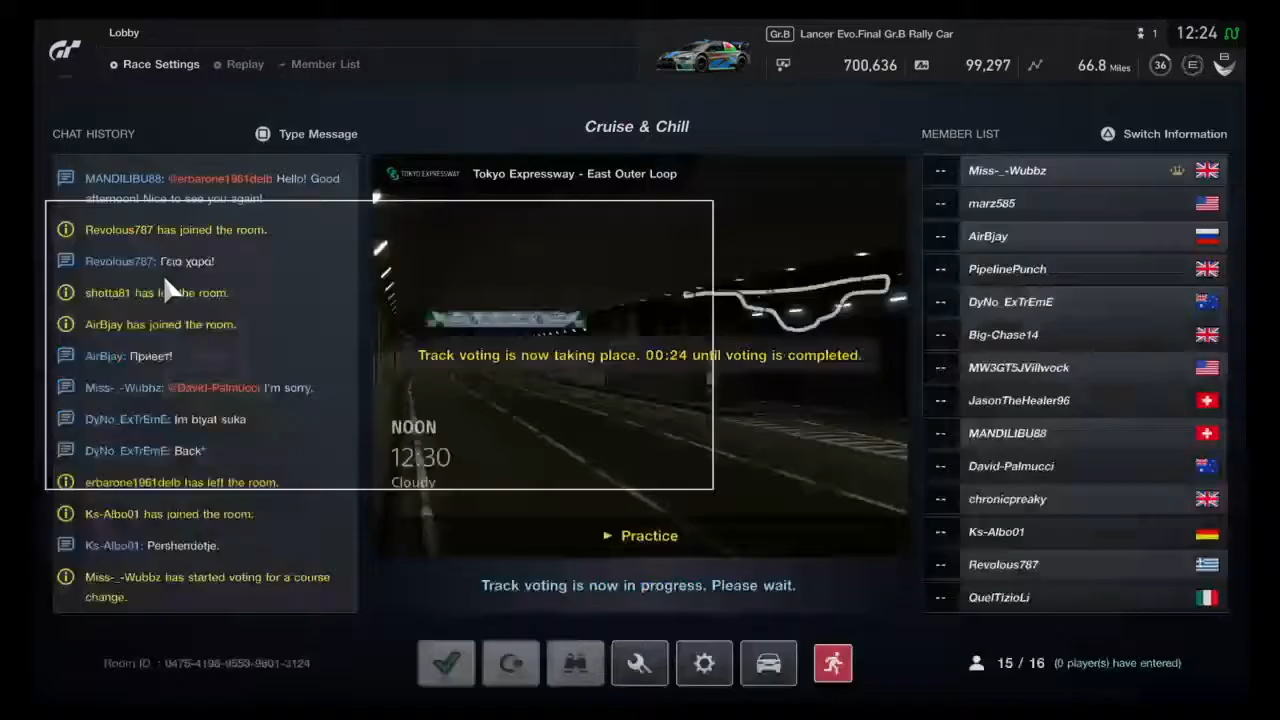 Lobby
Race Settings
Replay
Member List
Gr.B
Lancer Evo.Final Gr.B Rally Car
1
12:24
700,636
99,297
66.8 Miles
36
E
B
CHAT HISTORY
Type Message
Cruise & Chill
MEMBER LIST
Switch Information
MANDILIBU88: @erbarone1961delb Hello! Good
afternoon! Nice to see you again!
Revolous787 has joined the room.
Revolous787: Γεια χαρά!
shotta81 has left the room.
AirBjay has joined the room.
AirBjay: Привет!
Miss-_-Wubbz: @David-Palmucci I'm sorry.
DyNo_ExTrEmE: Im blyat suka
DyNo_ExTrEmE: Back*
erbarone1961delb has left the room.
Ks-Albo01 has joined the room.
Ks-Albo01: Pershendetje.
Miss-_-Wubbz has started voting for a course
change.
TOKYO EXPRESSWAY
Tokyo Expressway - East Outer Loop
Track voting is now taking place. 00:24 until voting is completed.
NOON
12:30
Cloudy
Practice
Track voting is now in progress. Please wait.
-- Miss-_-Wubbz
-- marz585
-- AirBjay
-- PipelinePunch
-- DyNo_ExTrEmE
-- Big-Chase14
-- MW3GT5JVillwock
-- JasonTheHealer96
-- MANDILIBU88
-- David-Palmucci
-- chronicpreaky
-- Ks-Albo01
-- Revolous787
-- QuelTizioLi
Room ID : 0475-4196-9553-9601-3124
15 / 16 (0 player(s) have entered)